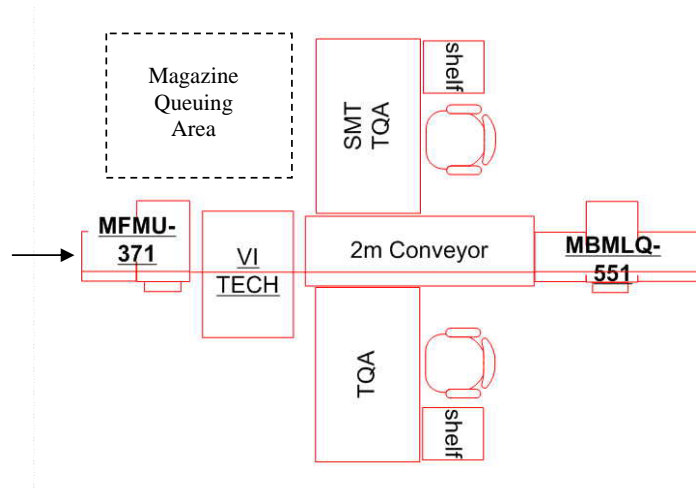 Magazine
Queuing
Area
SMT
TQA
shelf
MFMU-
371
VI
TECH
2m Conveyor
MBMLQ-
551
TQA
shelf